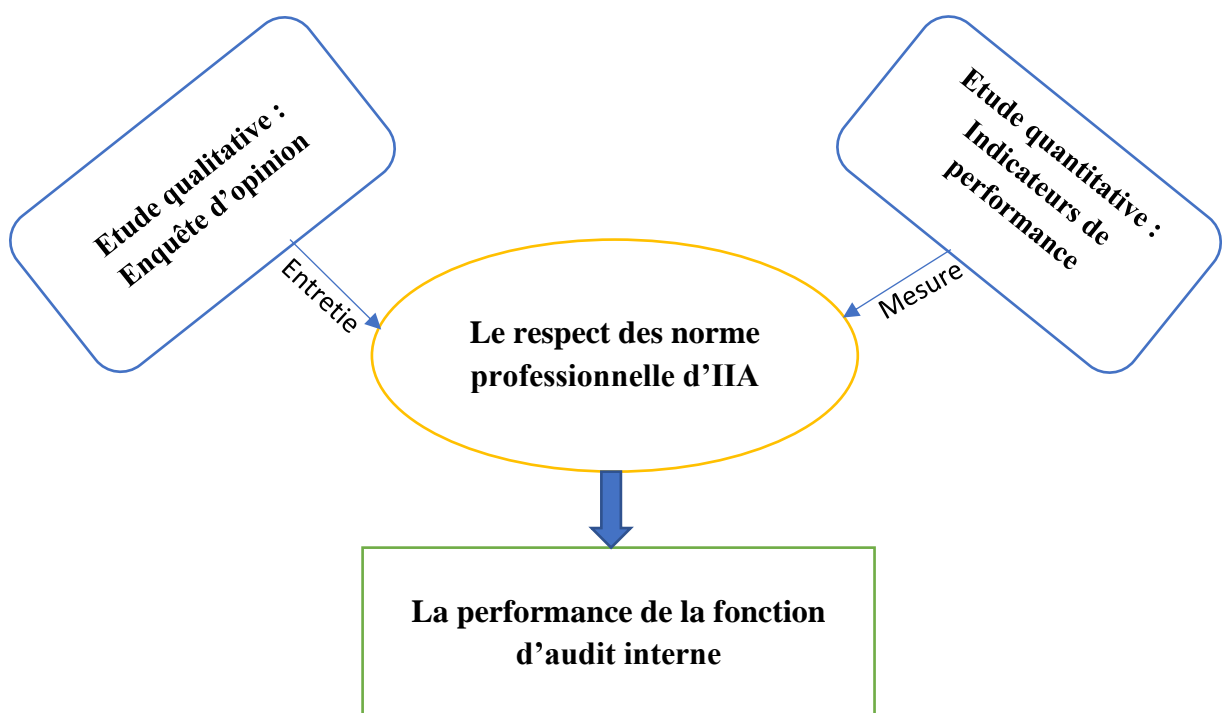 Etude qualitative :
Enquête d’opinion
Etude quantitative :
Indicateurs de
performance
Entretie
Mesure
Le respect des norme
professionnelle d’IIA
La performance de la fonction
d’audit interne